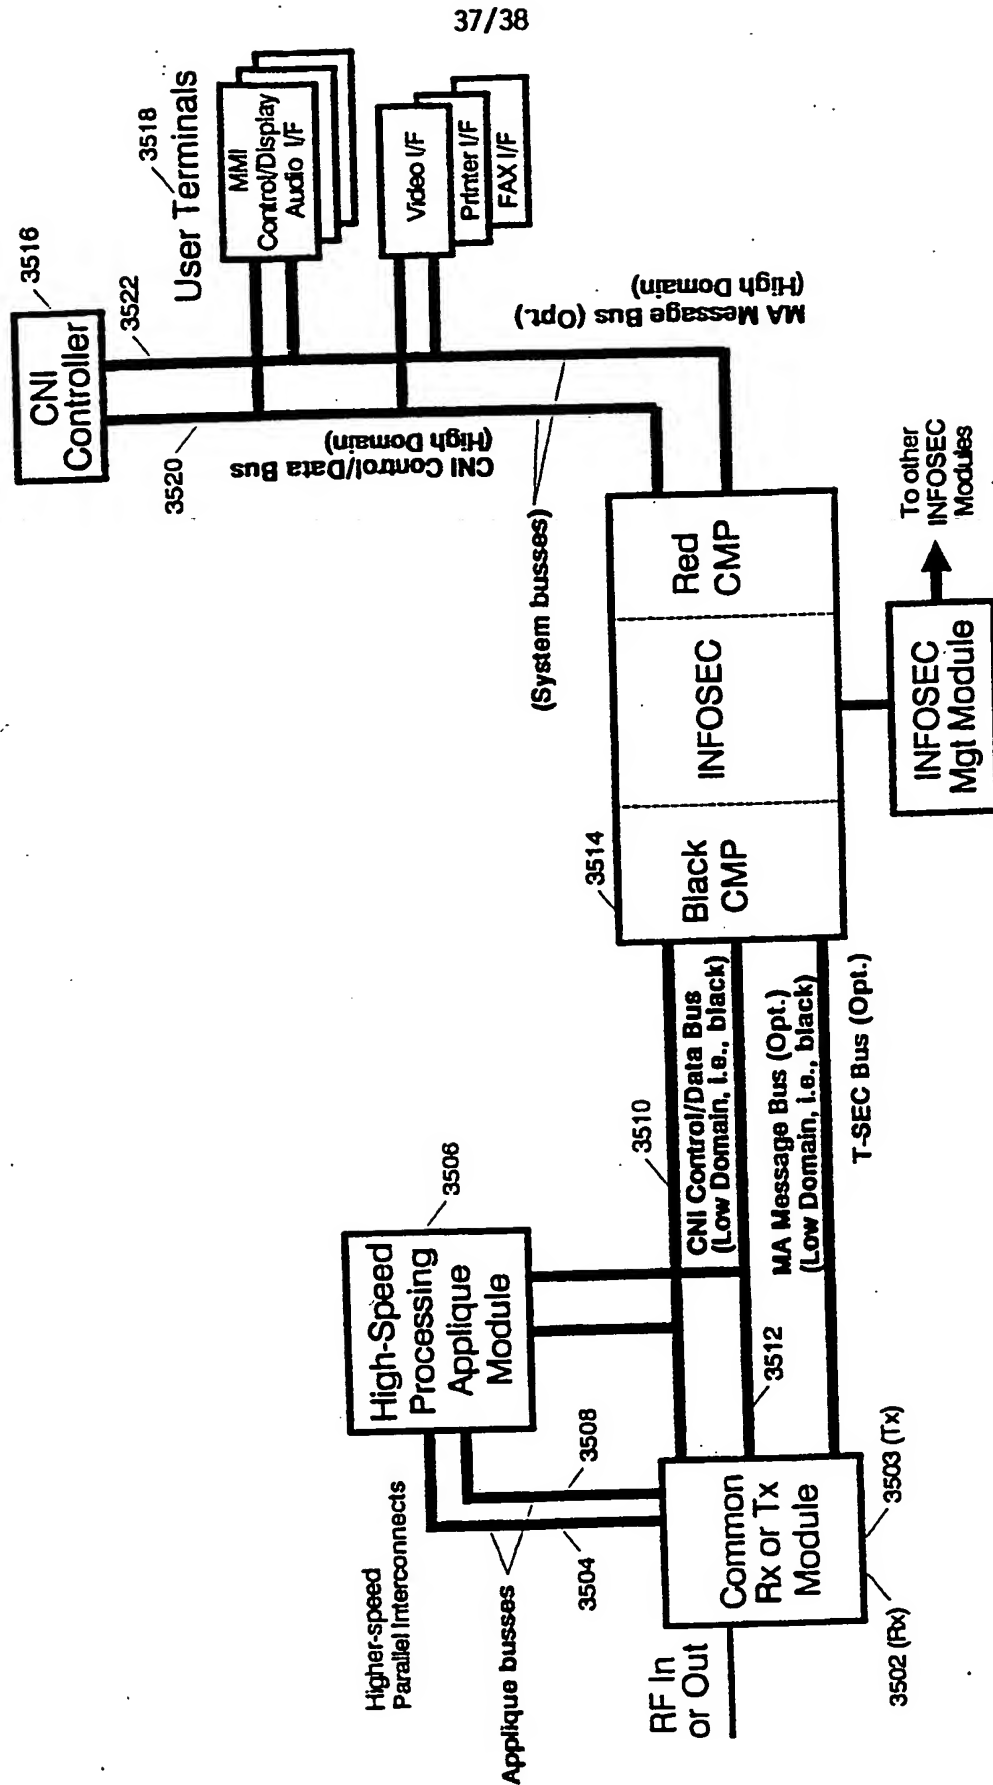 37/38
3516
CNI
Controller
3522
3520
3518
User Terminals
MMI
Control/Display
Audio I/F
Video I/F
Printer I/F
FAX I/F
CNI Control/Data Bus
(High Domain)
MA Message Bus (Opt.)
(High Domain)
(System busses)
3514
Black
CMP
INFOSEC
Red
CMP
To other
INFOSEC
Modules
INFOSEC
Mgt Module
3506
High-Speed
Processing
Applique
Module
3510
CNI Control/Data Bus
(Low Domain, i.e., black)
MA Message Bus (Opt.)
(Low Domain, i.e., black)
T-SEC Bus (Opt.)
3512
Higher-speed
Parallel Interconnects
Applique busses
3508
3504
RF In
or Out
Common
Rx or Tx
Module
3502 (Rx)
3503 (Tx)